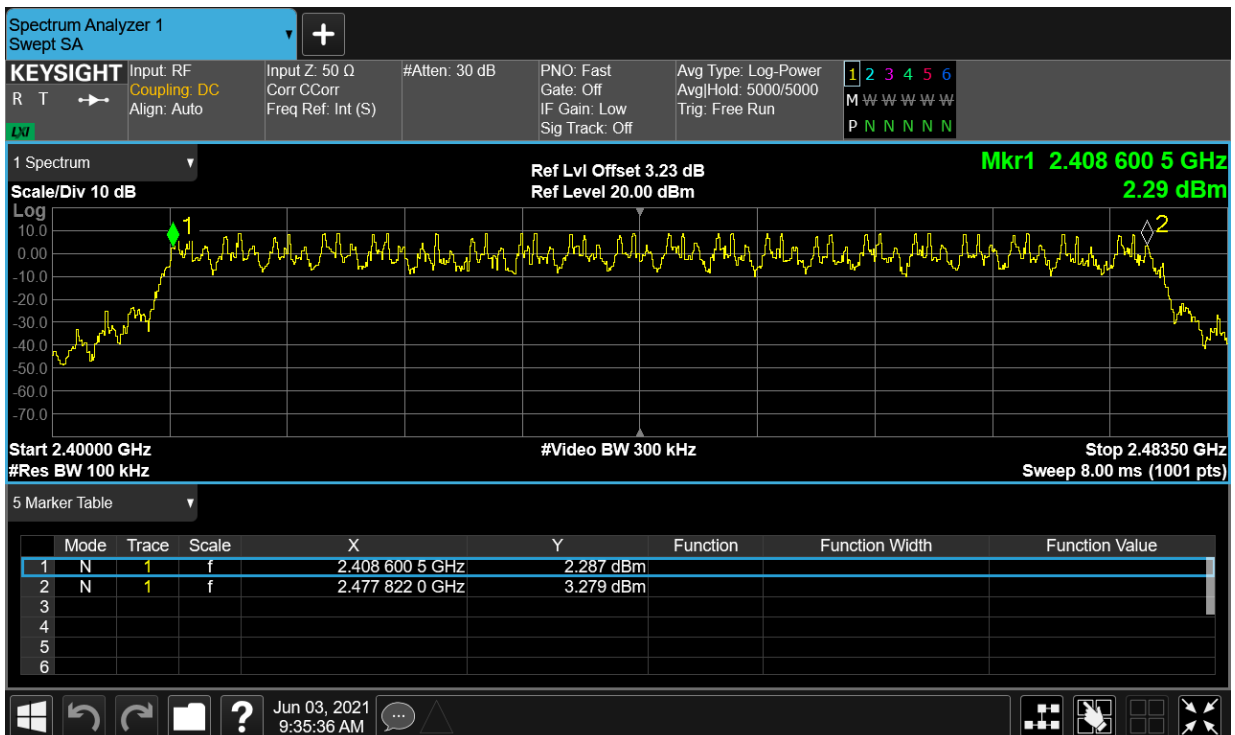 Spectrum Analyzer 1
Swept SA
+
KEYSIGHT
R T
LXI
Input: RF
Coupling: DC
Align: Auto
Input Z: 50 Ω
Corr CCorr
Freq Ref: Int (S)
#Atten: 30 dB
PNO: Fast
Gate: Off
IF Gain: Low
Sig Track: Off
Avg Type: Log-Power
Avg|Hold: 5000/5000
Trig: Free Run
1 2 3 4 5 6
M W W W W W
P N N N N N
1 Spectrum
Scale/Div 10 dB
Ref Lvl Offset 3.23 dB
Ref Level 20.00 dBm
Mkr1 2.408 600 5 GHz
2.29 dBm
Log
10.0
0.00
-10.0
-20.0
-30.0
-40.0
-50.0
-60.0
-70.0
1
2
Start 2.40000 GHz
#Res BW 100 kHz
#Video BW 300 kHz
Stop 2.48350 GHz
Sweep 8.00 ms (1001 pts)
5 Marker Table
Mode Trace Scale X Y Function Function Width Function Value
1 N 1 f 2.408 600 5 GHz 2.287 dBm
2 N 1 f 2.477 822 0 GHz 3.279 dBm
3
4
5
6
?
Jun 03, 2021
9:35:36 AM